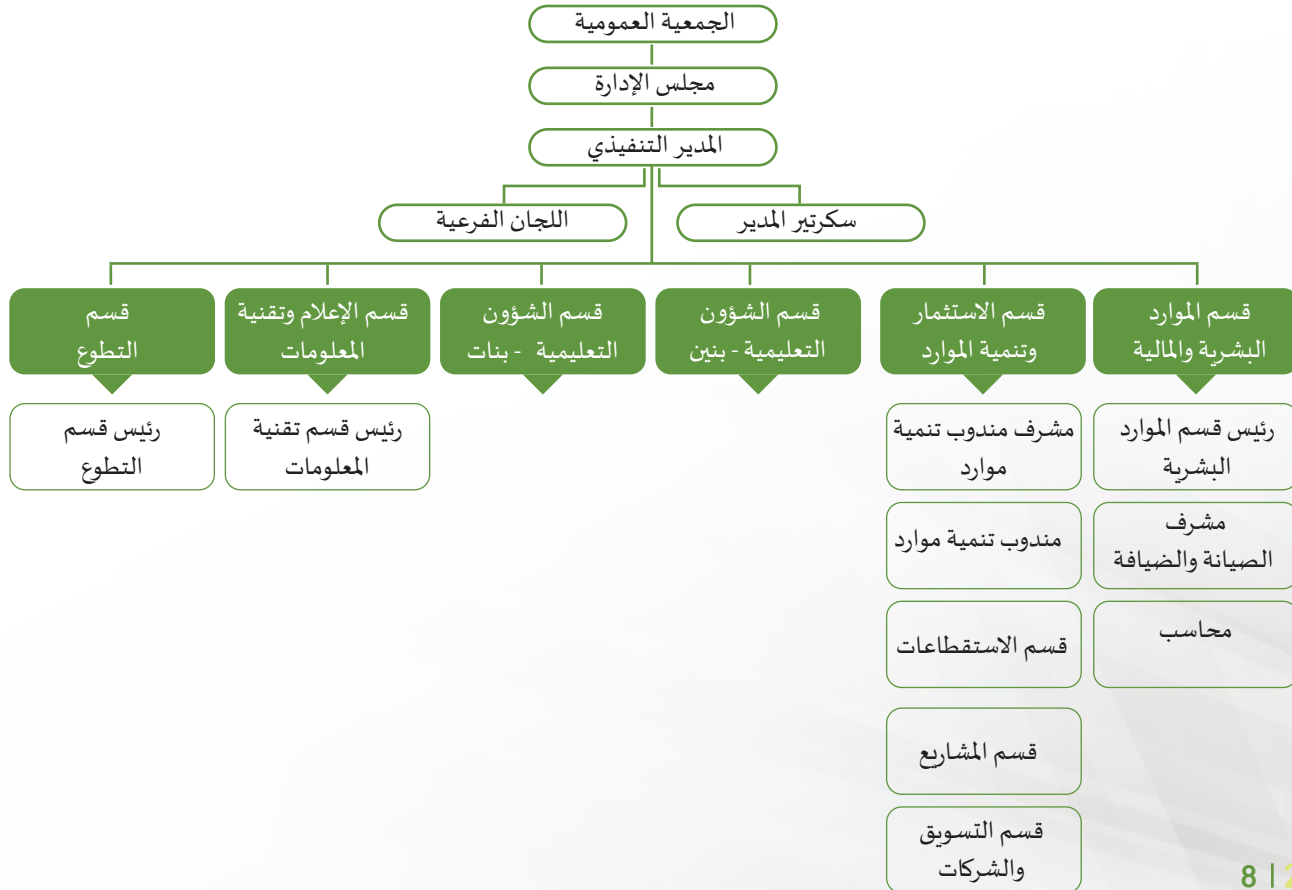 الجمعية العمومية
مجلس الإدارة
المدير التنفيذي
سكرتير المدير
اللجان الفرعية
قسم الموارد
البشرية والمالية
قسم الاستثمار
وتنمية الموارد
قسم الشؤون
التعليمية - بنين
قسم الشؤون
التعليمية - بنات
قسم الإعلام وتقنية
المعلومات
قسم
التطوع
رئيس قسم الموارد
البشرية
مشرف
الصيانة والضيافة
محاسب
مشرف مندوب تنمية
موارد
مندوب تنمية موارد
قسم الاستقطاعات
قسم المشاريع
قسم التسويق
والشركات
رئيس قسم تقنية
المعلومات
رئيس قسم
التطوع
8 |